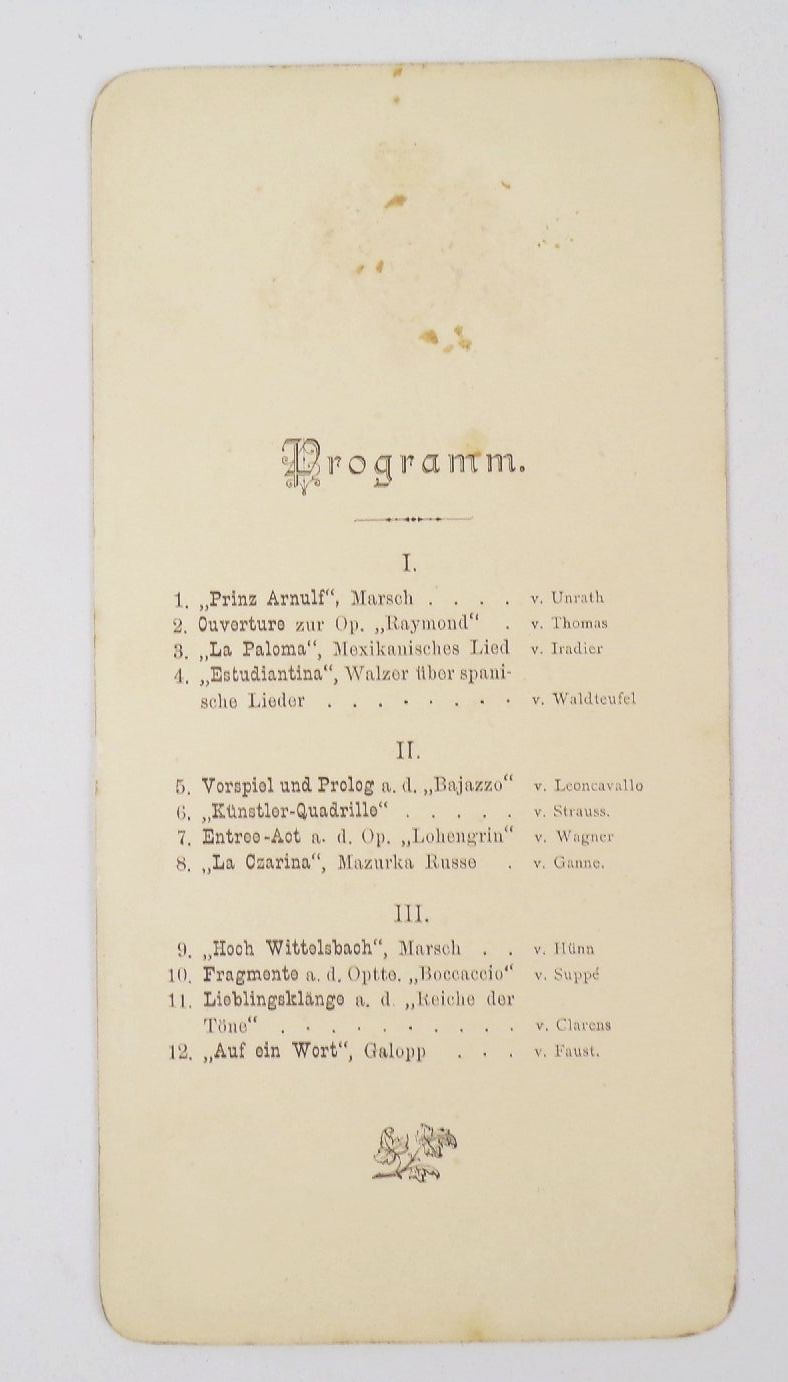 Programm.
I.
1. „Prinz Arnulf“, Marsch . . . . v. Unrath
2. Ouverture zur Op. „Raymond“ . v. Thomas
3. „La Paloma“, Mexikanisches Lied v. Iradier
4. „Estudiantina“, Walzer über spani-
sche Lieder . . . . . . . . v. Waldteufel
II.
5. Vorspiel und Prolog a. d. „Bajazzo“ v. Leoncavallo
6. „Künstler-Quadrille“ . . . . . v. Strauss.
7. Entree-Act a. d. Op. „Lohengrin“ v. Wagner
8. „La Czarina“, Mazurka Russe . v. Ganne.
III.
9. „Hoch Wittelsbach“, Marsch . . v. Hünn
10. Fragmente a. d. Optte. „Boccaccio“ v. Suppé
11. Lieblingsklänge a. d. „Reiche der
Töne“ . . . . . . . . . . v. Clarens
12. „Auf ein Wort“, Galopp . . . v. Faust.